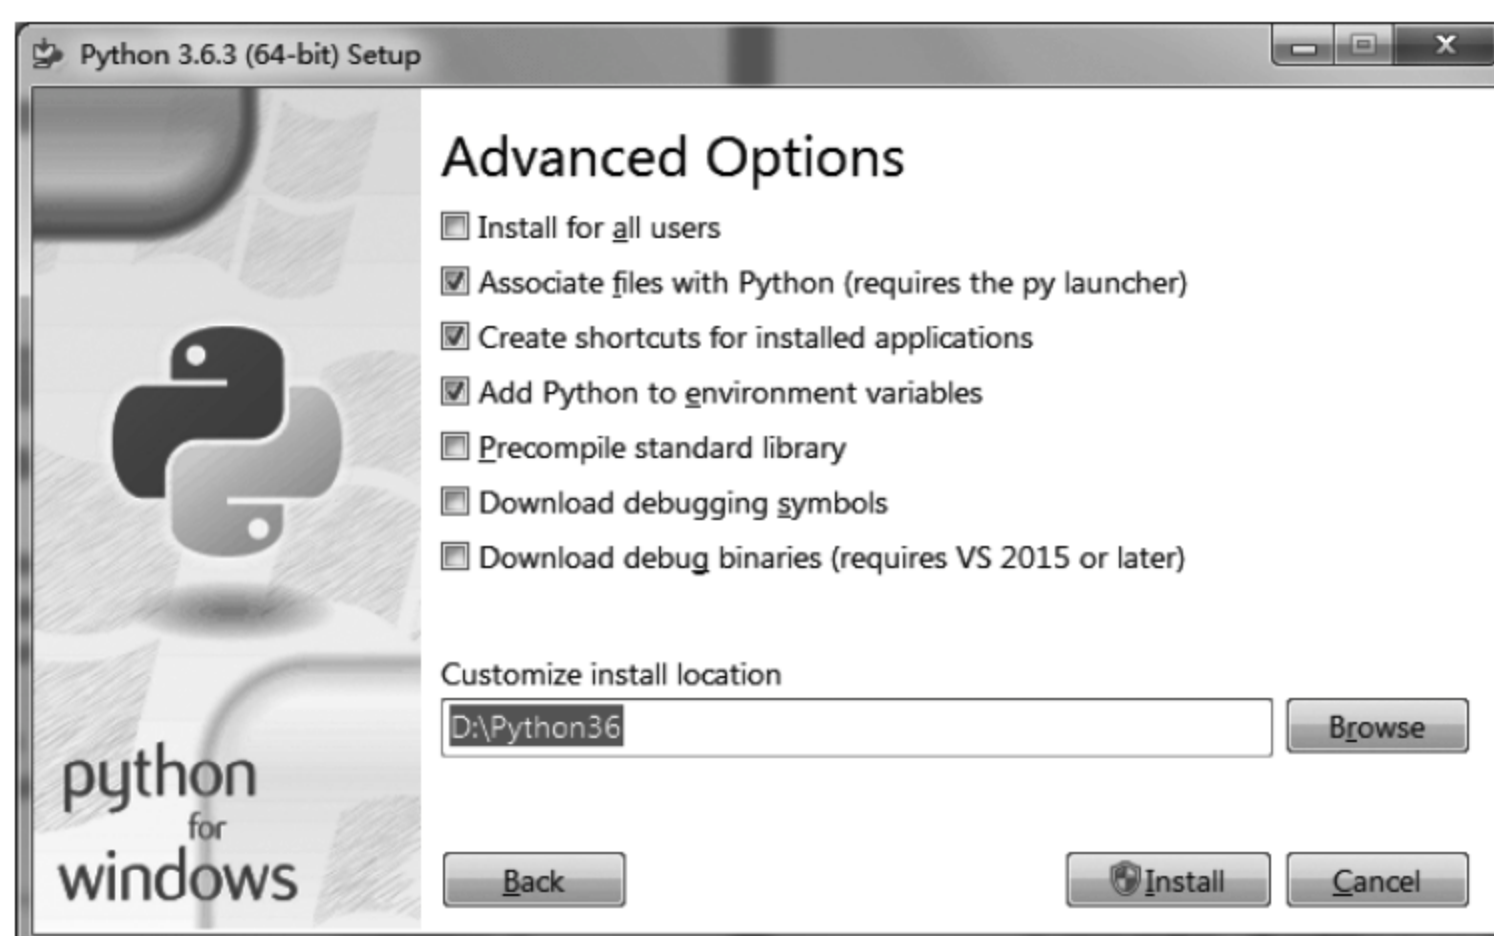 Python 3.6.3 (64-bit) Setup
Advanced Options
Install for all users
Associate files with Python (requires the py launcher)
Create shortcuts for installed applications
Add Python to environment variables
Precompile standard library
Download debugging symbols
Download debug binaries (requires VS 2015 or later)
Customize install location
D:\Python36
Browse
python
for
windows
Back
Install
Cancel